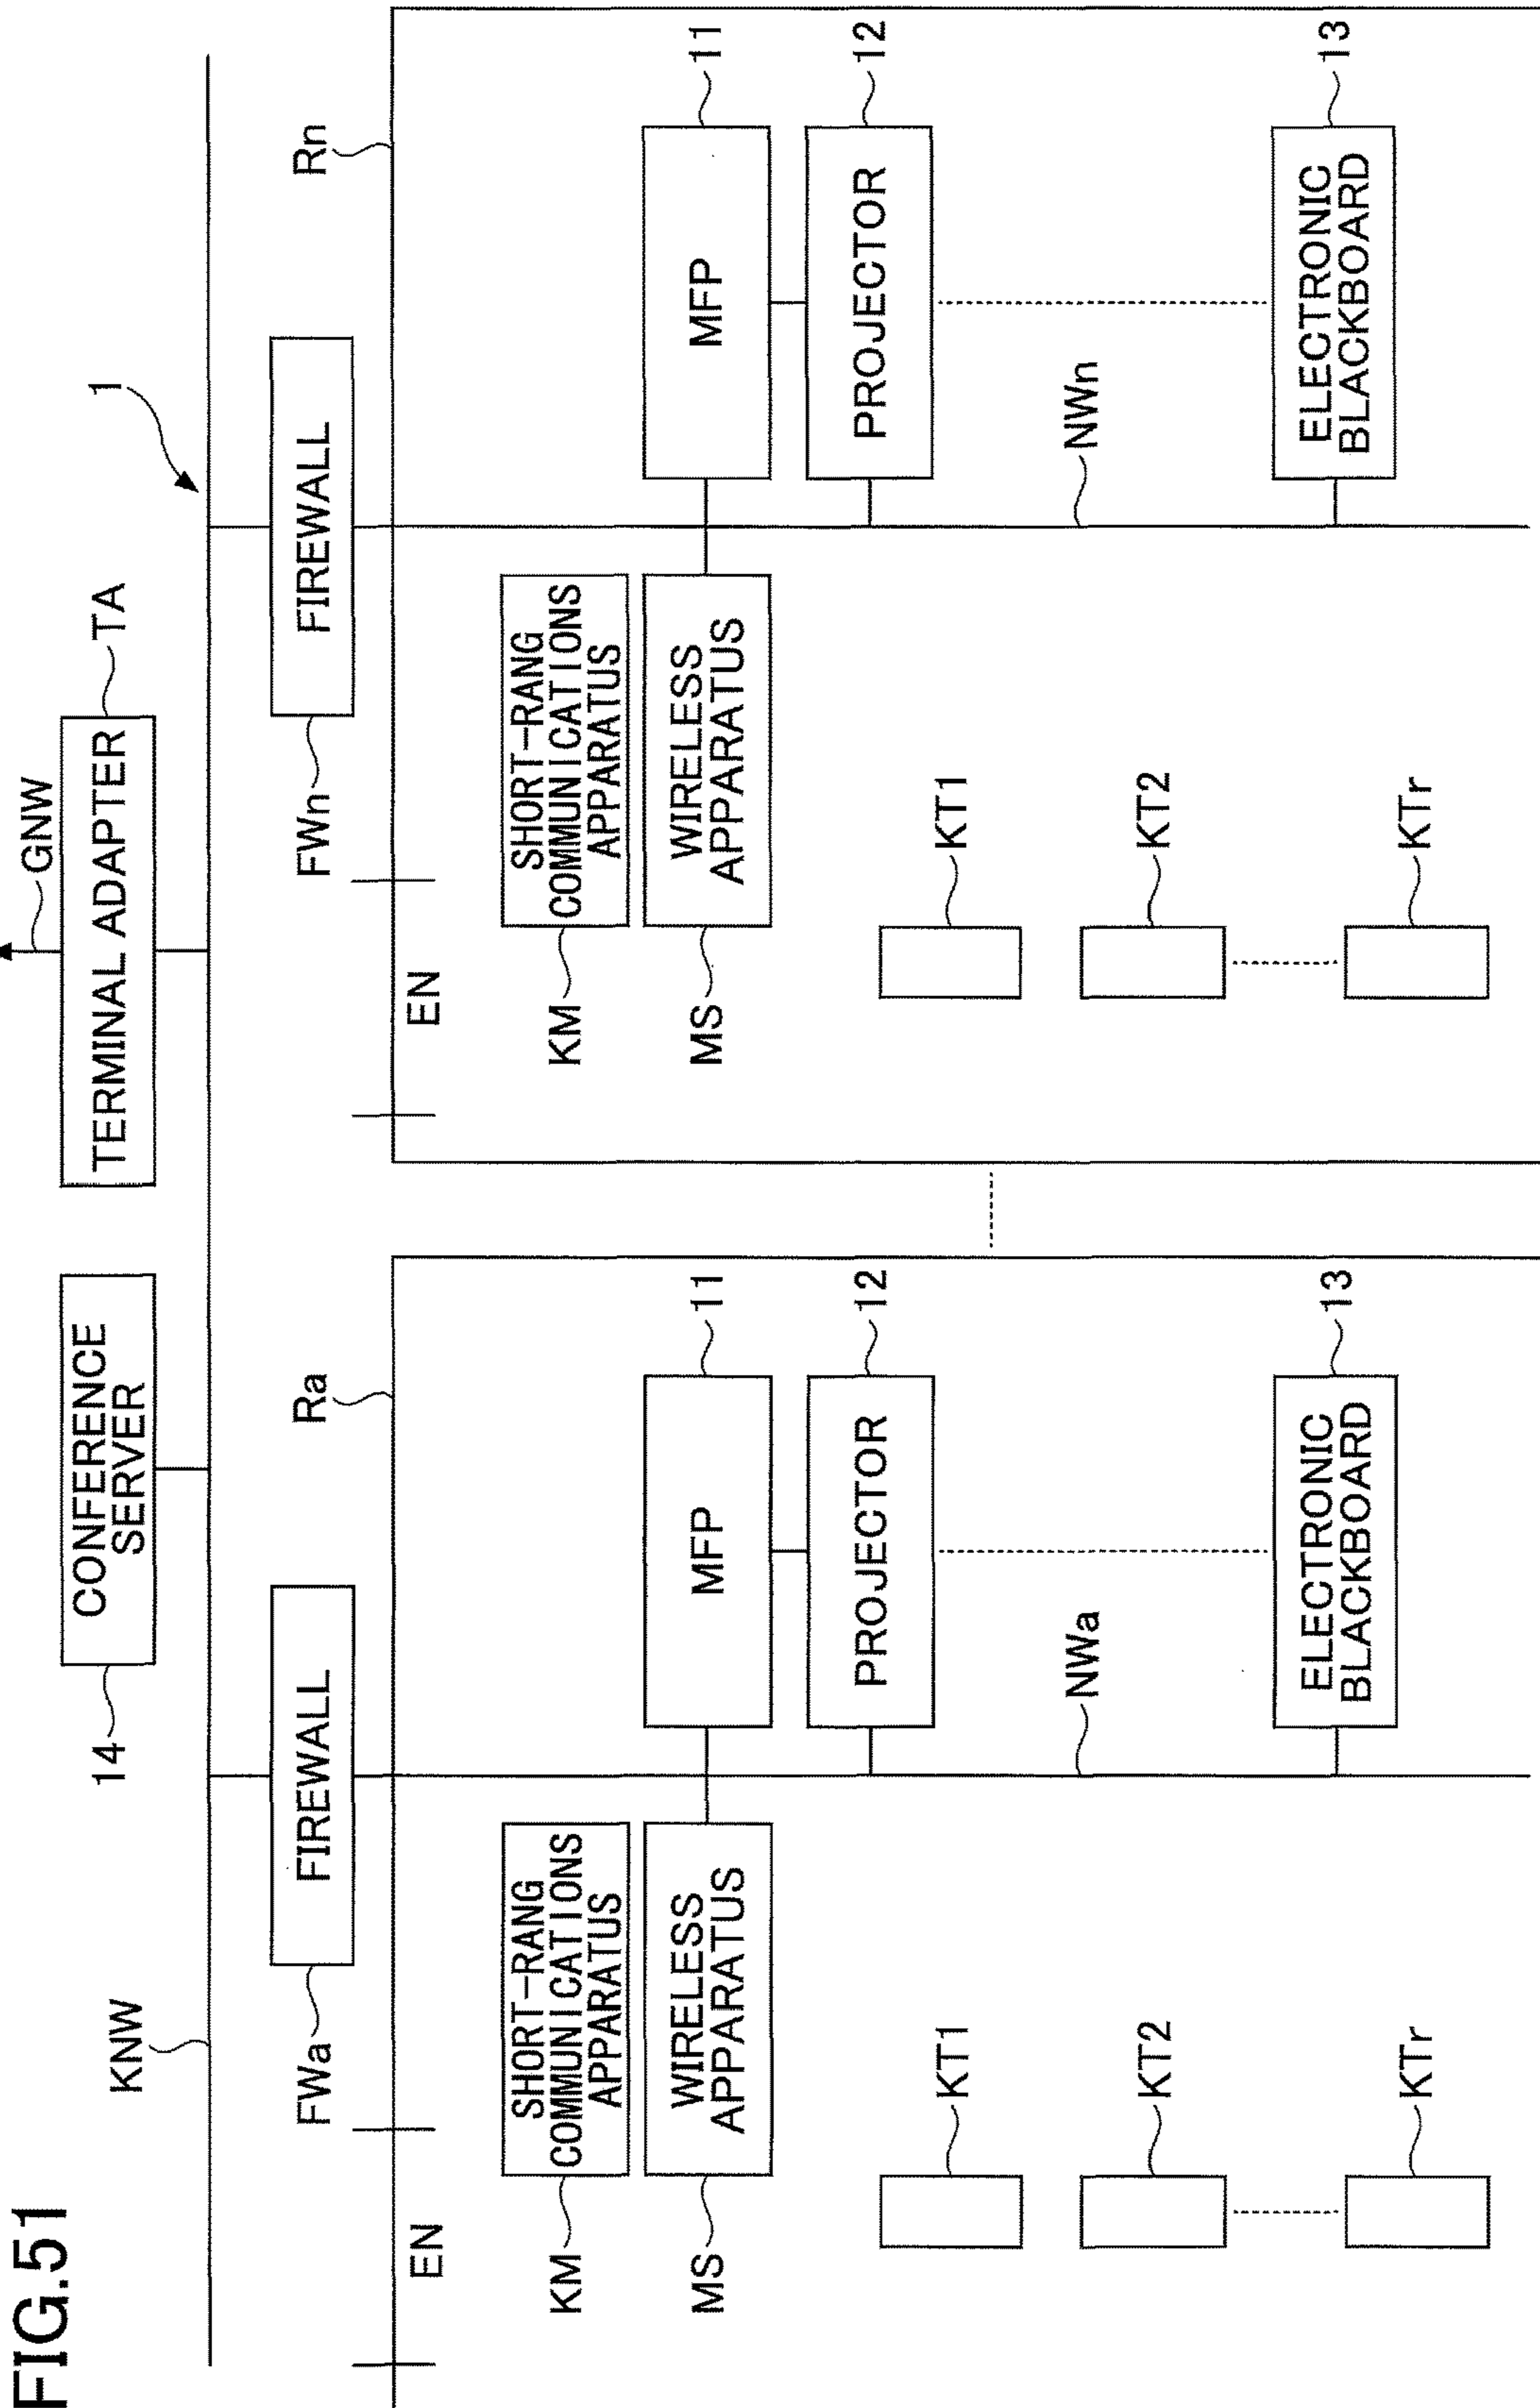 FIG.51
GNW
1
14
CONFERENCE
SERVER
TERMINAL ADAPTER
TA
KNW
FWa
FIREWALL
Ra
FWn
FIREWALL
Rn
EN
KM
SHORT-RANG
COMMUNICATIONS
APPARATUS
MS
WIRELESS
APPARATUS
MFP
11
PROJECTOR
12
KT1
NWa
KT2
KTr
ELECTRONIC
BLACKBOARD
13
EN
KM
SHORT-RANG
COMMUNICATIONS
APPARATUS
MS
WIRELESS
APPARATUS
MFP
11
PROJECTOR
12
KT1
NWn
KT2
KTr
ELECTRONIC
BLACKBOARD
13